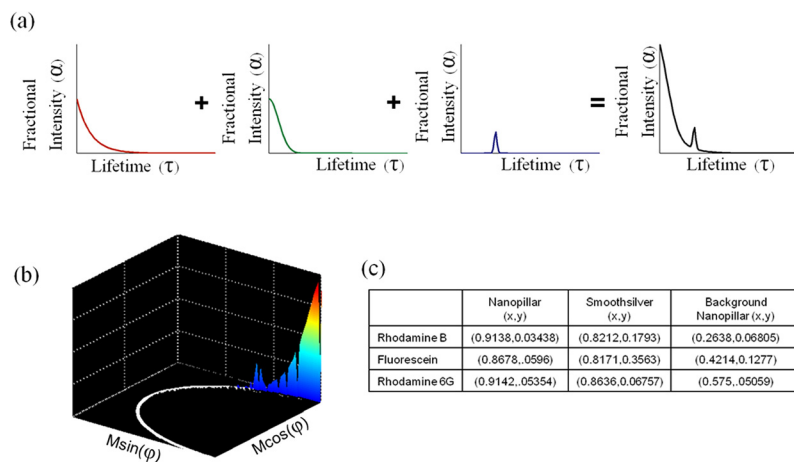 (a)
Fractional Intensity (α)
Lifetime (τ)
+
Fractional Intensity (α)
Lifetime (τ)
+
Fractional Intensity (α)
Lifetime (τ)
=
Fractional Intensity (α)
Lifetime (τ)
(b)
Msin(φ)
Mcos(φ)
(c)
Nanopillar (x,y)
Smoothsilver (x,y)
Background Nanopillar (x,y)
Rhodamine B (0.9138,0.03438) (0.8212,0.1793) (0.2638,0.06805)
Fluorescein (0.8678,.0596) (0.8171,0.3563) (0.4214,0.1277)
Rhodamine 6G (0.9142,.05354) (0.8636,0.06757) (0.575,.05059)